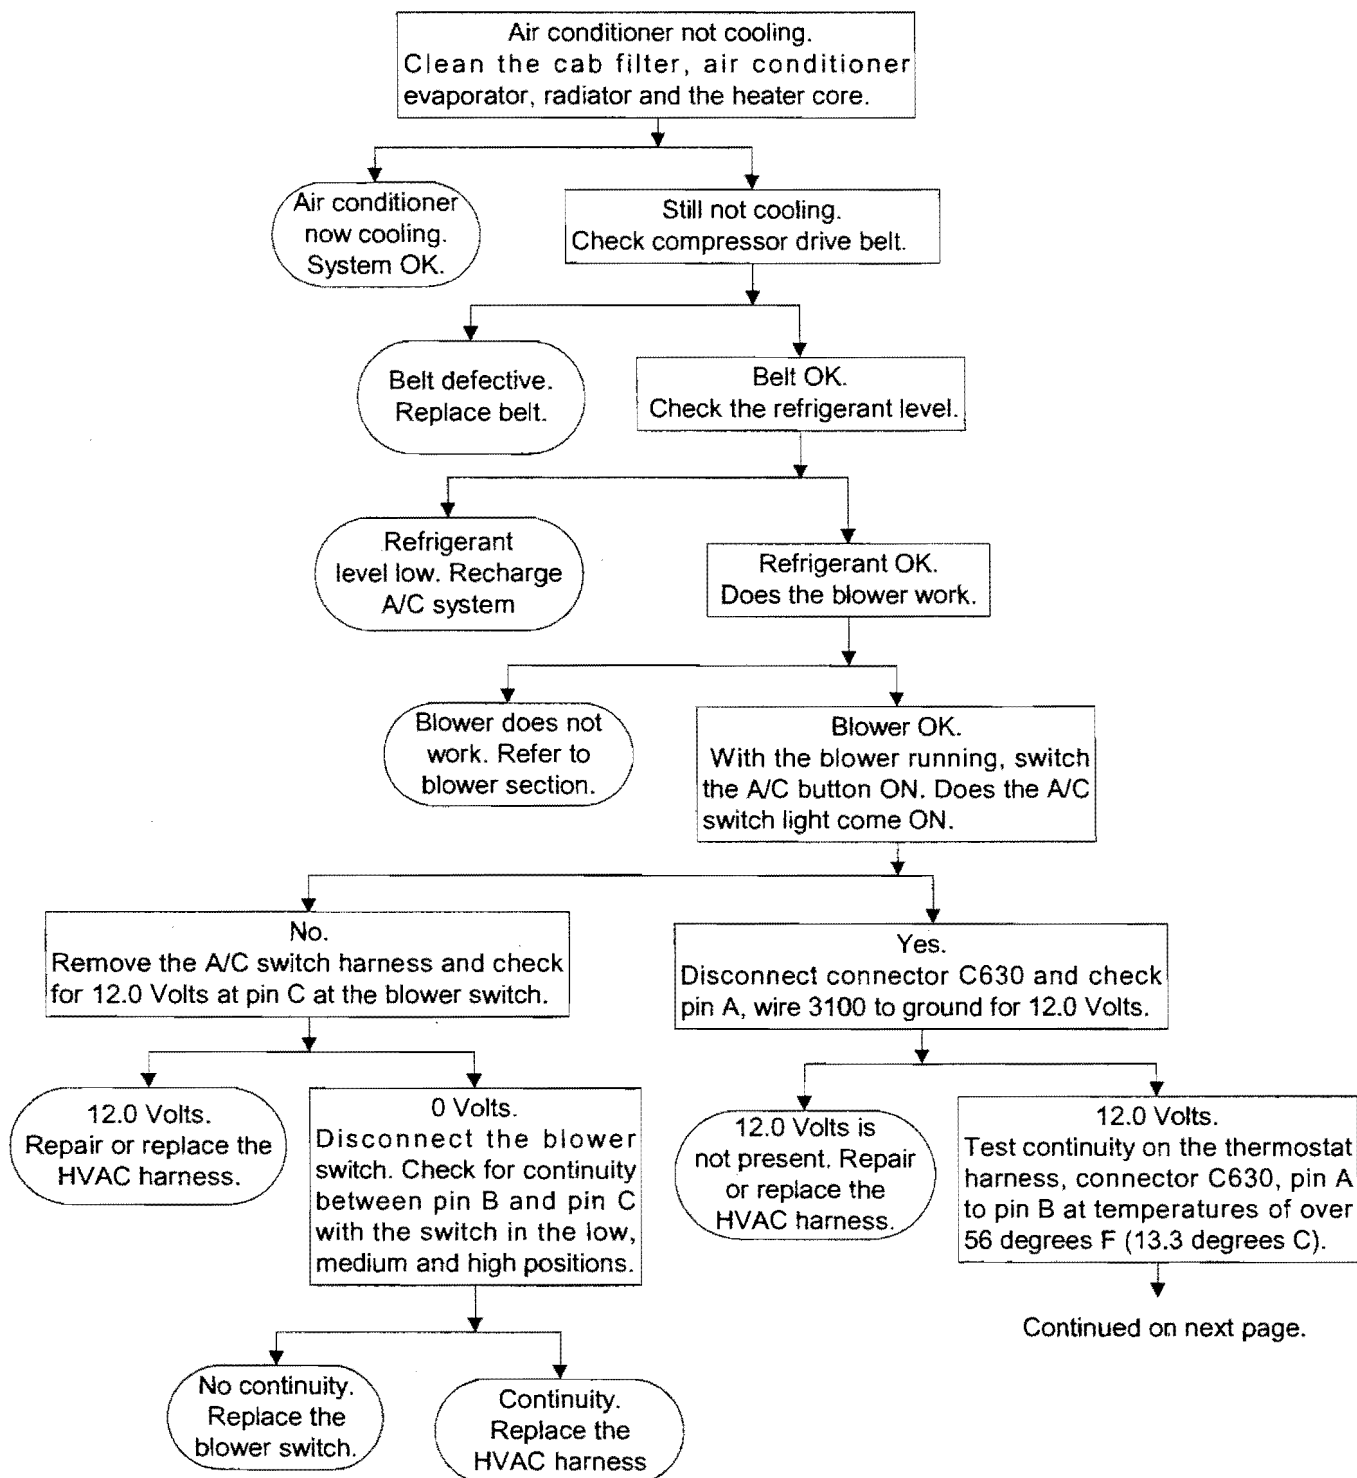 Air conditioner not cooling.
Clean the cab filter, air conditioner
evaporator, radiator and the heater core.
Air conditioner
now cooling.
System OK.
Still not cooling.
Check compressor drive belt.
Belt defective.
Replace belt.
Belt OK.
Check the refrigerant level.
Refrigerant
level low. Recharge
A/C system
Refrigerant OK.
Does the blower work.
Blower does not
work. Refer to
blower section.
Blower OK.
With the blower running, switch
the A/C button ON. Does the A/C
switch light come ON.
No.
Remove the A/C switch harness and check
for 12.0 Volts at pin C at the blower switch.
Yes.
Disconnect connector C630 and check
pin A, wire 3100 to ground for 12.0 Volts.
12.0 Volts.
Repair or replace the
HVAC harness.
0 Volts.
Disconnect the blower
switch. Check for continuity
between pin B and pin C
with the switch in the low,
medium and high positions.
12.0 Volts is
not present. Repair
or replace the
HVAC harness.
12.0 Volts.
Test continuity on the thermostat
harness, connector C630, pin A
to pin B at temperatures of over
56 degrees F (13.3 degrees C).
Continued on next page.
No continuity.
Replace the
blower switch.
Continuity.
Replace the
HVAC harness